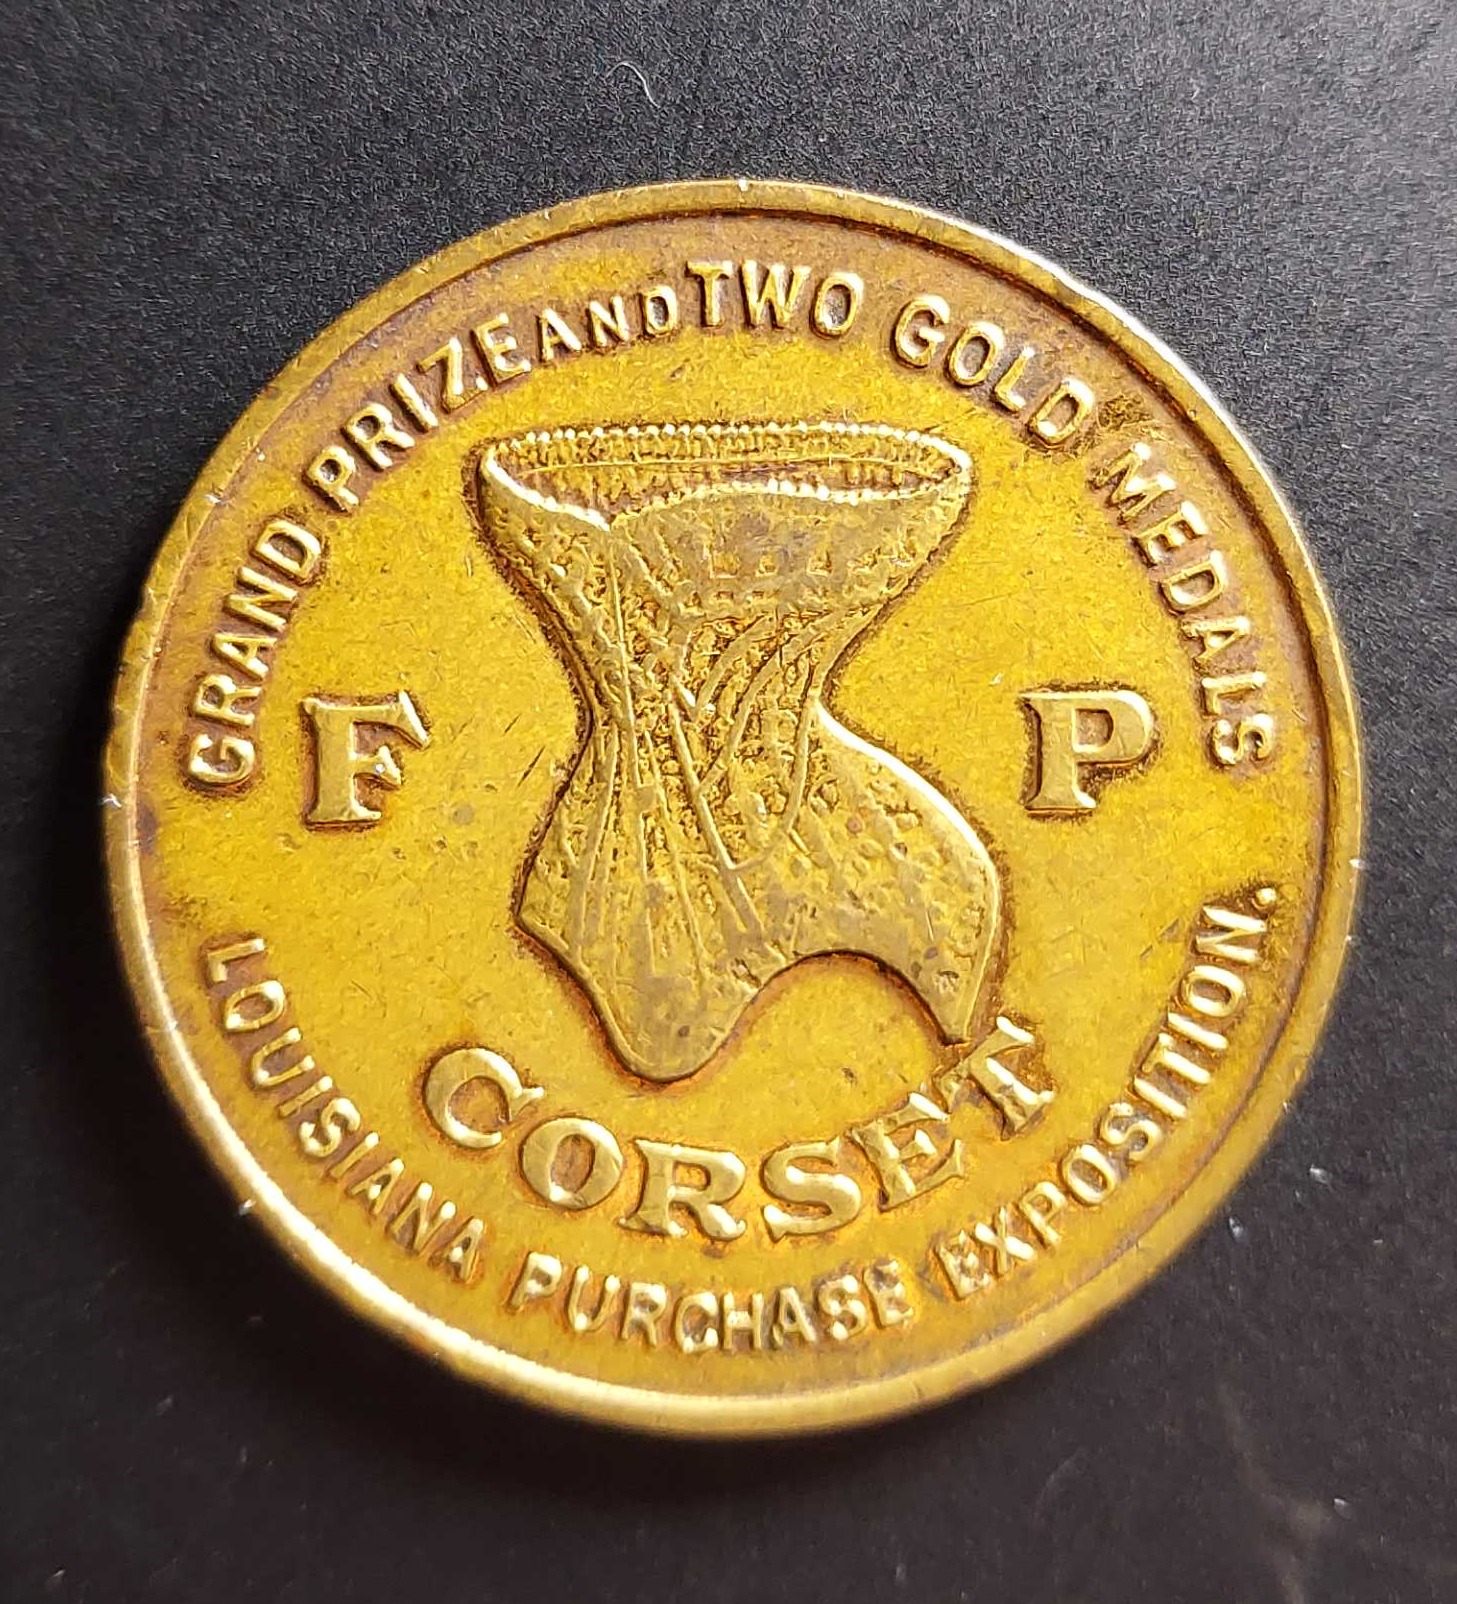 GRAND PRIZE AND TWO GOLD MEDALS
F P
CORSET
LOUISIANA PURCHASE EXPOSITION.